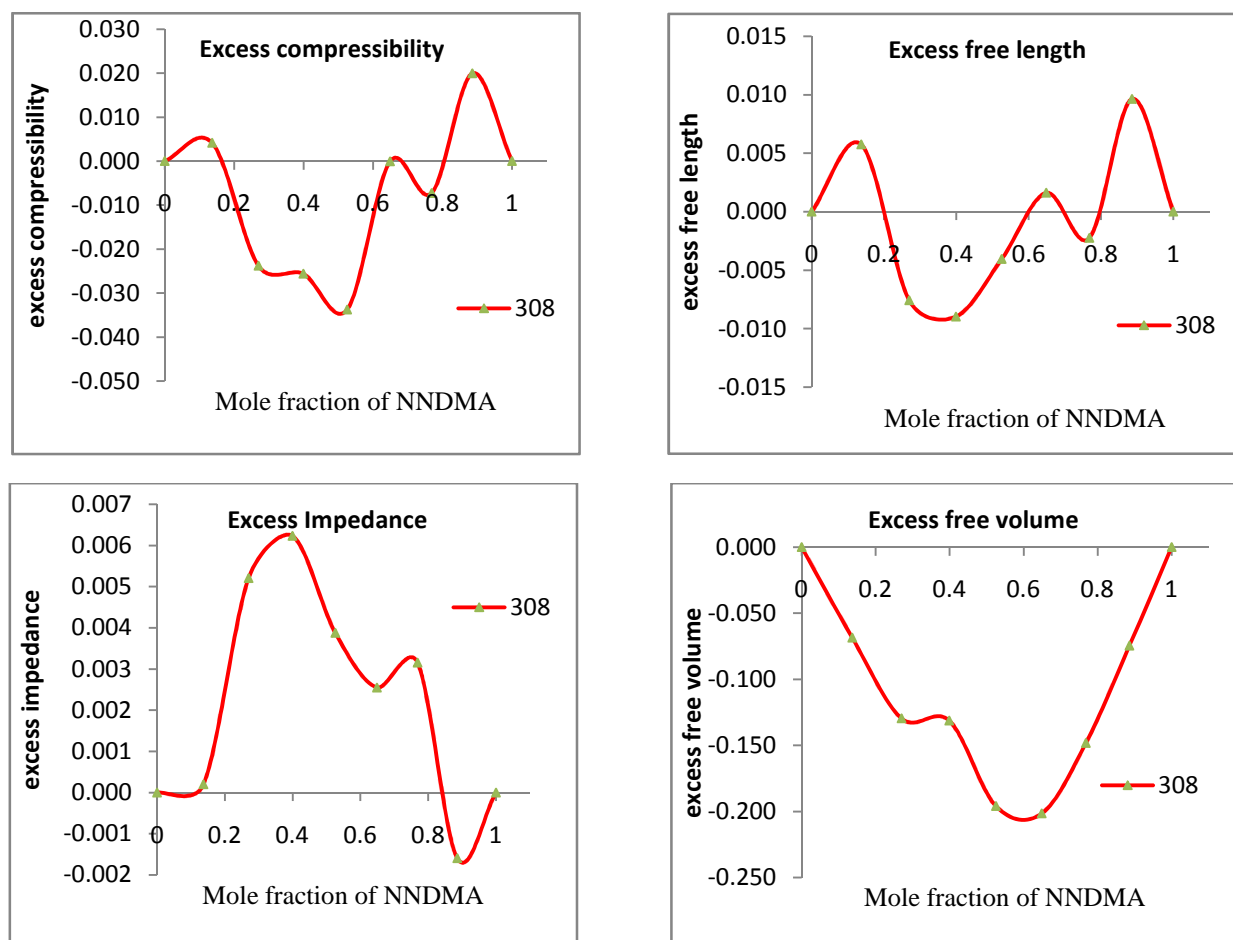 Excess compressibility
excess compressibility
0.030
0.020
0.010
0.000
-0.010
-0.020
-0.030
-0.040
-0.050
0 0.2 0.4 0.6 0.8 1
308
Mole fraction of NNDMA
Excess free length
excess free length
0.015
0.010
0.005
0.000
-0.005
-0.010
-0.015
0 0.2 0.4 0.6 0.8 1
308
Mole fraction of NNDMA
Excess Impedance
excess impedance
0.007
0.006
0.005
0.004
0.003
0.002
0.001
0.000
-0.001
-0.002
0 0.2 0.4 0.6 0.8 1
308
Mole fraction of NNDMA
Excess free volume
excess free volume
0.000
-0.050
-0.100
-0.150
-0.200
-0.250
0 0.2 0.4 0.6 0.8 1
308
Mole fraction of NNDMA